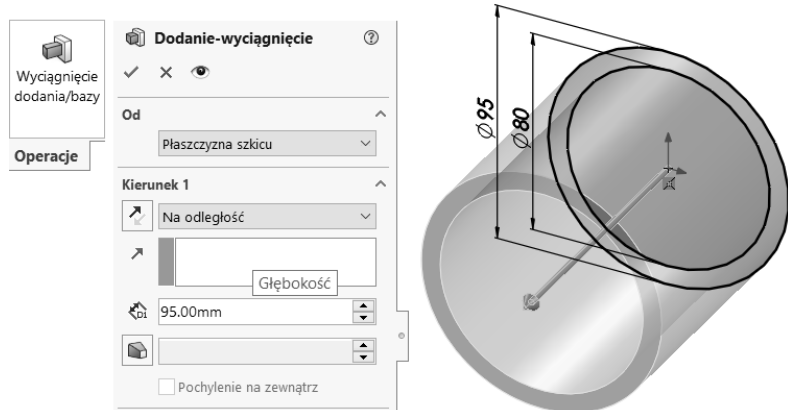 Wyciągnięcie
dodania/bazy
Operacje
Dodanie-wyciągnięcie
Od
Płaszczyzna szkicu
Kierunek 1
Na odległość
Głębokość
D1
95.00mm
Pochylenie na zewnątrz
Ø95
Ø80